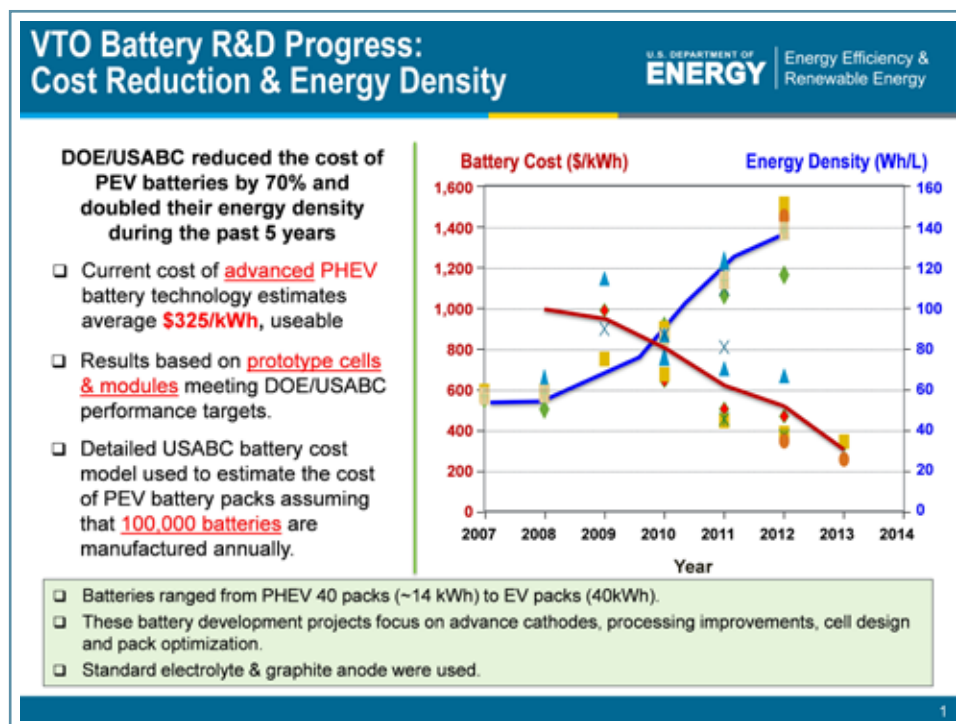 VTO Battery R&D Progress:
Cost Reduction & Energy Density
U.S. DEPARTMENT OF
ENERGY
Energy Efficiency &
Renewable Energy
DOE/USABC reduced the cost of
PEV batteries by 70% and
doubled their energy density
during the past 5 years
Current cost of advanced PHEV
battery technology estimates
average $325/kWh, useable
Results based on prototype cells
& modules meeting DOE/USABC
performance targets.
Detailed USABC battery cost
model used to estimate the cost
of PEV battery packs assuming
that 100,000 batteries are
manufactured annually.
Battery Cost ($/kWh)
Energy Density (Wh/L)
1,600
1,400
1,200
1,000
800
600
400
200
0
160
140
120
100
80
60
40
20
0
2007 2008 2009 2010 2011 2012 2013 2014
Year
Batteries ranged from PHEV 40 packs (~14 kWh) to EV packs (40kWh).
These battery development projects focus on advance cathodes, processing improvements, cell design
and pack optimization.
Standard electrolyte & graphite anode were used.
1